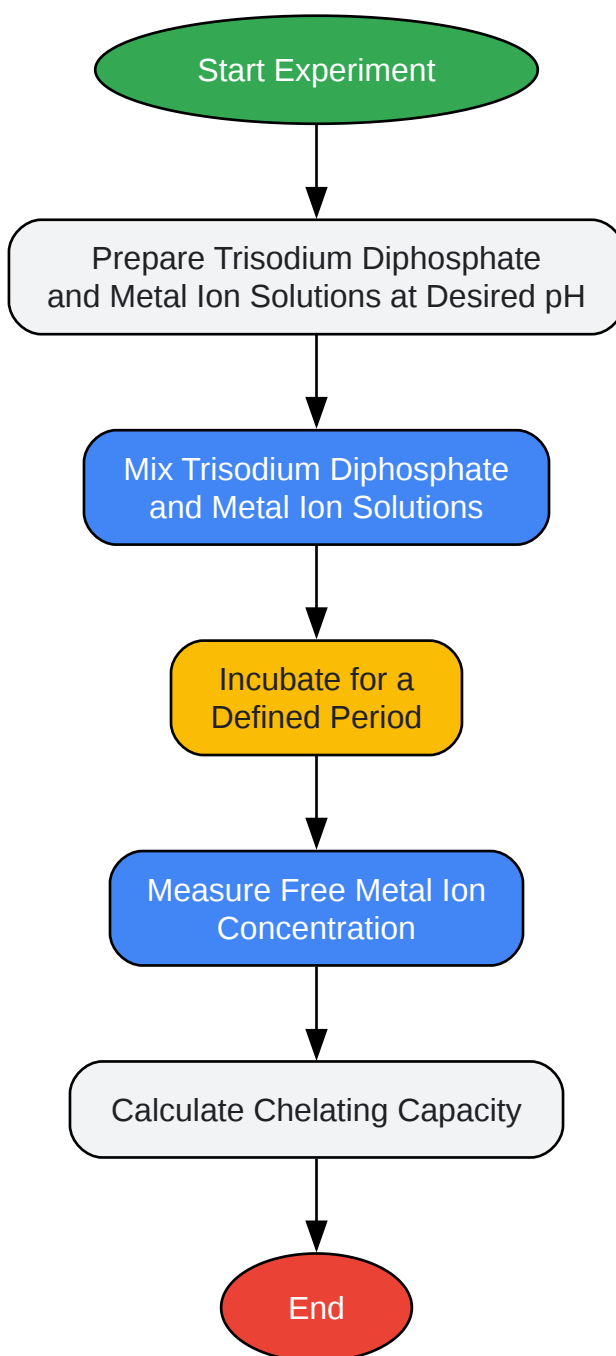 Start Experiment
Prepare Trisodium Diphosphate
and Metal Ion Solutions at Desired pH
Mix Trisodium Diphosphate
and Metal Ion Solutions
Incubate for a
Defined Period
Measure Free Metal Ion
Concentration
Calculate Chelating Capacity
End